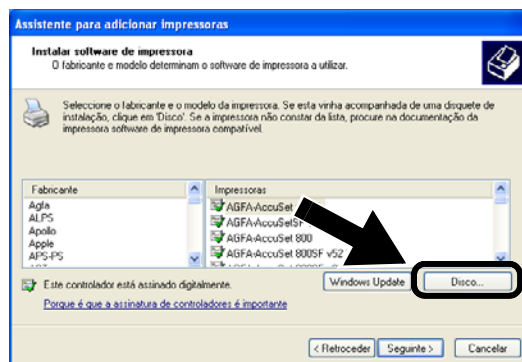 Assistente para adicionar impressoras
Instalar software de impressora
O fabricante e modelo determinam o software de impressora a utilizar.
Seleccione o fabricante e o modelo da impressora. Se esta vinha acompanhada de uma disquete de
instalação, clique em 'Disco'. Se a impressora não constar da lista, procure na documentação da
impressora software de impressora compatível.
Fabricante
Agfa
ALPS
Apollo
Apple
APS-PS
Impressoras
AGFA-AccuSet
AGFA-AccuSetSF
AGFA-AccuSet 800
AGFA-AccuSet 800SF v52
Este controlador está assinado digitalmente.
Porque é que a assinatura de controladores é importante
Windows Update
Disco...
< Retroceder
Seguinte >
Cancelar